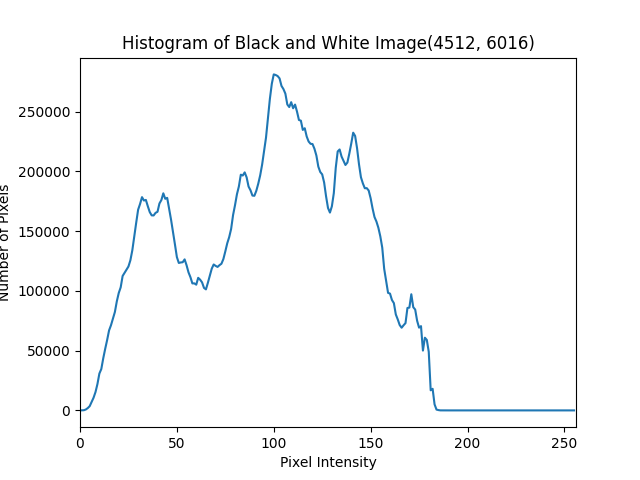 Histogram of Black and White Image(4512, 6016)
250000
200000
150000
100000
50000
0
Number of Pixels
0 50 100 150 200 250
Pixel Intensity